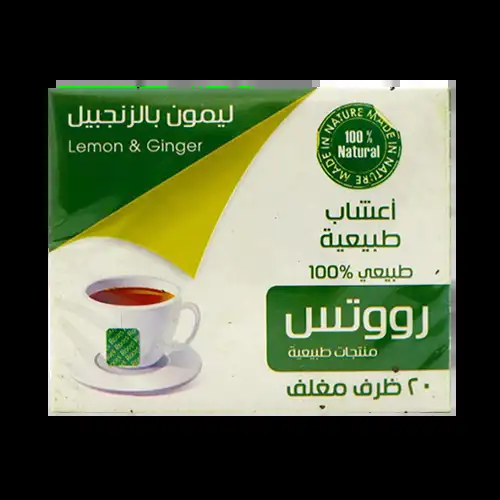 ليمون بالزنجبيل
Lemon & Ginger
MADE IN NATURE MADE IN NATURE
100 %
Natural
أعشاب
طبيعية
طبيعي 100%
رووتس
منتجات طبيعية
٢٠ ظرف مغلف